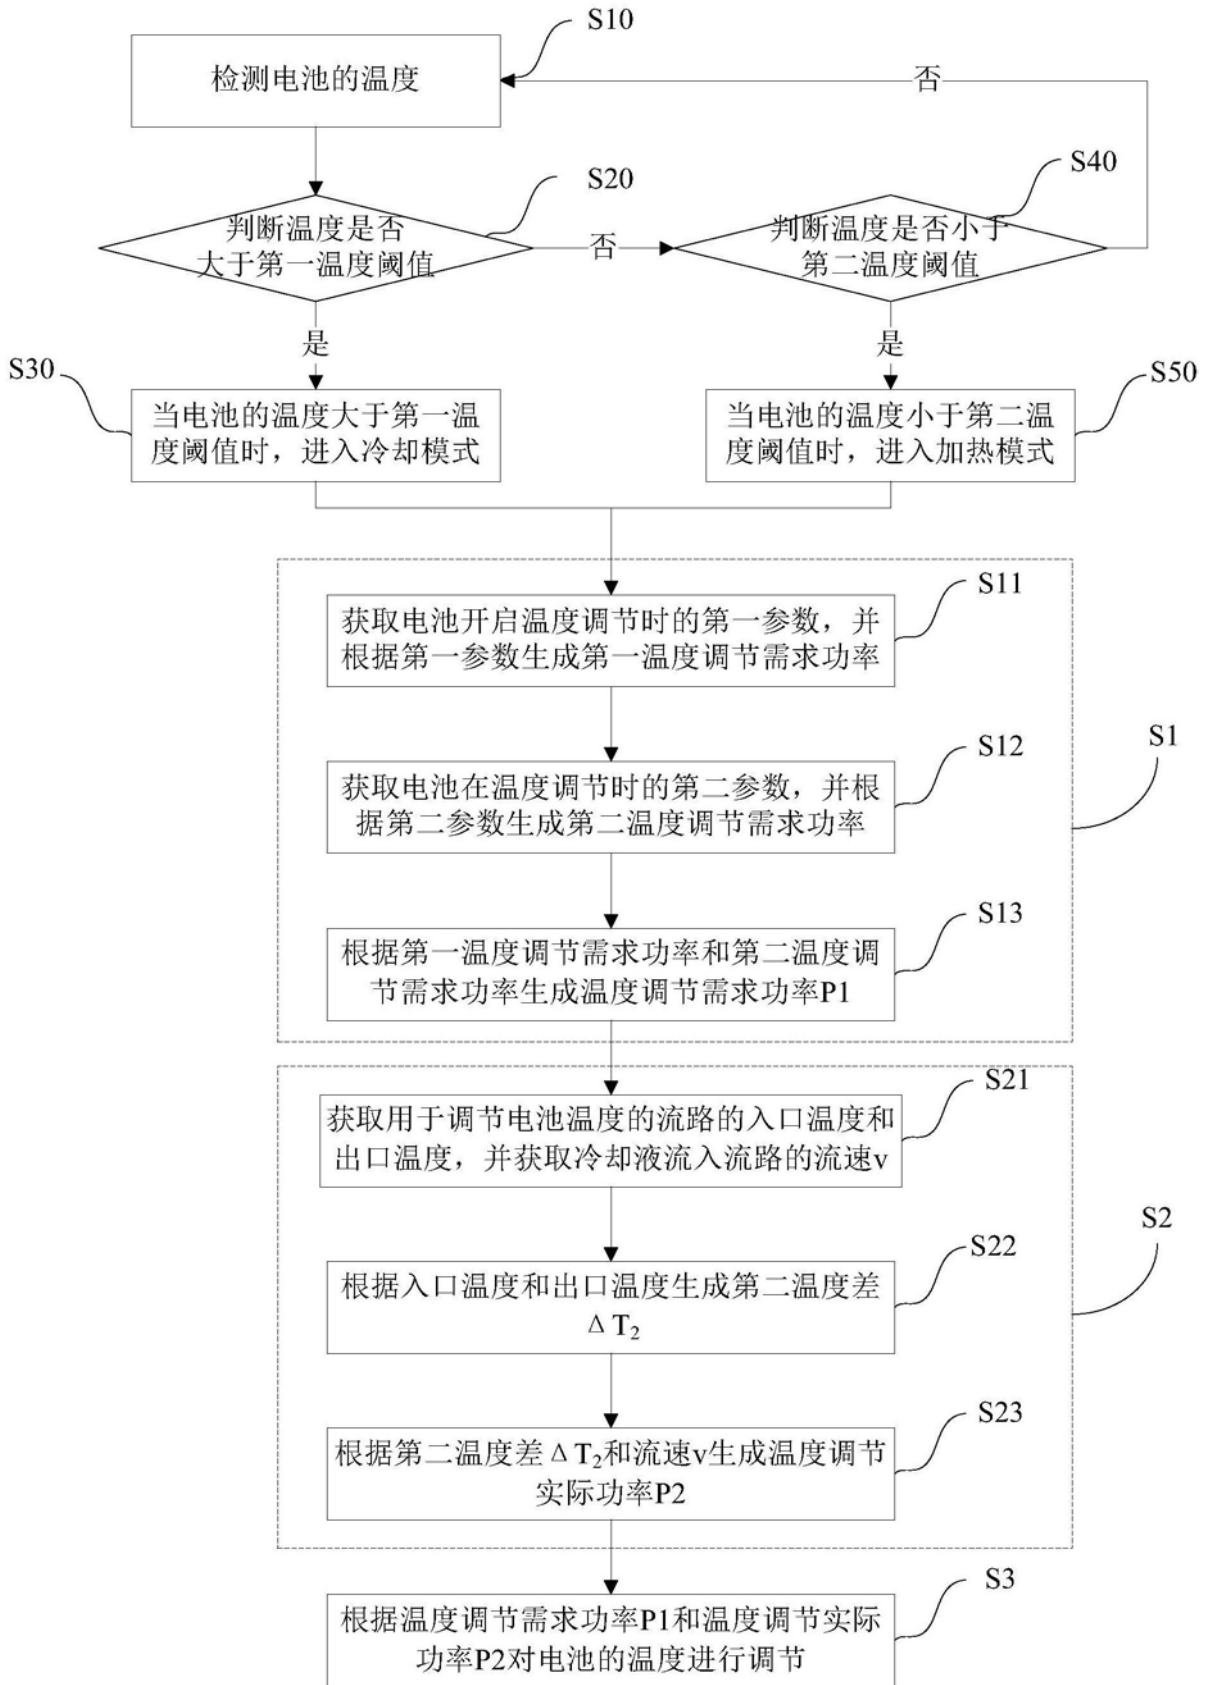 S10
检测电池的温度
否
S20
S40
判断温度是否
大于第一温度阈值
否
判断温度是否小于
第二温度阈值
是
是
S30
S50
当电池的温度大于第一温
度阈值时，进入冷却模式
当电池的温度小于第二温
度阈值时，进入加热模式
S11
获取电池开启温度调节时的第一参数，并
根据第一参数生成第一温度调节需求功率
S1
S12
获取电池在温度调节时的第二参数，并根
据第二参数生成第二温度调节需求功率
S13
根据第一温度调节需求功率和第二温度调
节需求功率生成温度调节需求功率P1
S21
获取用于调节电池温度的流路的入口温度和
出口温度，并获取冷却液流入流路的流速v
S2
S22
根据入口温度和出口温度生成第二温度差
ΔT₂
S23
根据第二温度差ΔT₂和流速v生成温度调节
实际功率P2
S3
根据温度调节需求功率P1和温度调节实际
功率P2对电池的温度进行调节